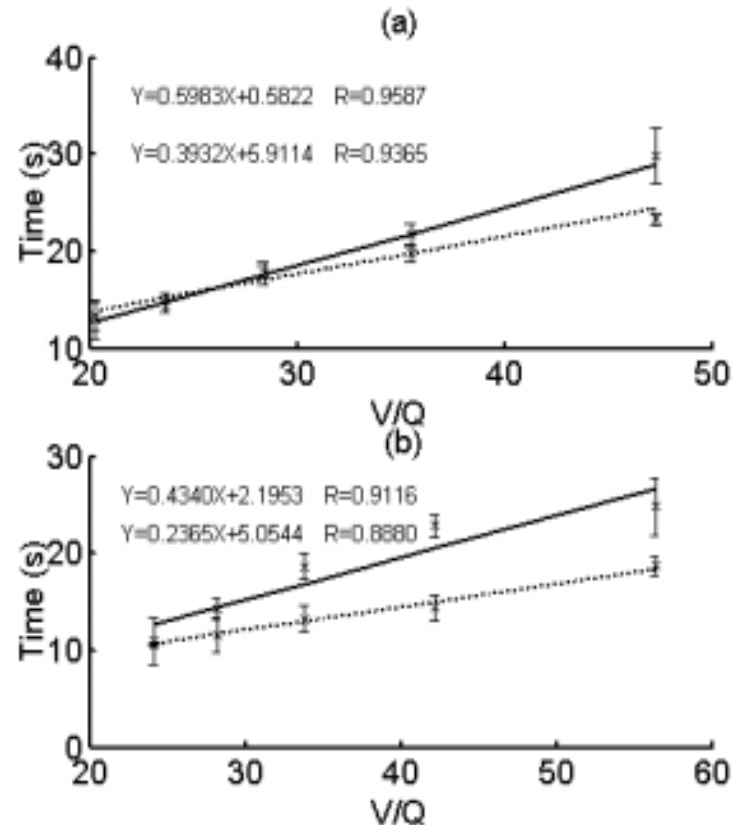 (a)
40
30
20
10
Time (s)
Y=0.5983X+0.5822 R=0.9587
Y=0.3932X+5.9114 R=0.9365
20 30 40 50
V/Q
(b)
30
20
10
0
Time (s)
Y=0.4340X+2.1953 R=0.9116
Y=0.2365X+5.0544 R=0.8880
20 30 40 50 60
V/Q